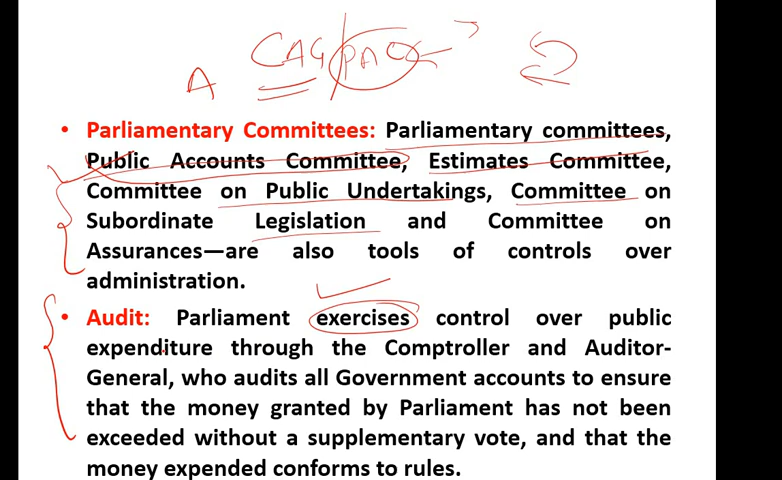 A CAG PAC
• Parliamentary Committees: Parliamentary committees,
Public Accounts Committee, Estimates Committee,
Committee on Public Undertakings, Committee on
Subordinate Legislation and Committee on
Assurances—are also tools of controls over
administration.
• Audit: Parliament exercises control over public
expenditure through the Comptroller and Auditor-
General, who audits all Government accounts to ensure
that the money granted by Parliament has not been
exceeded without a supplementary vote, and that the
money expended conforms to rules.